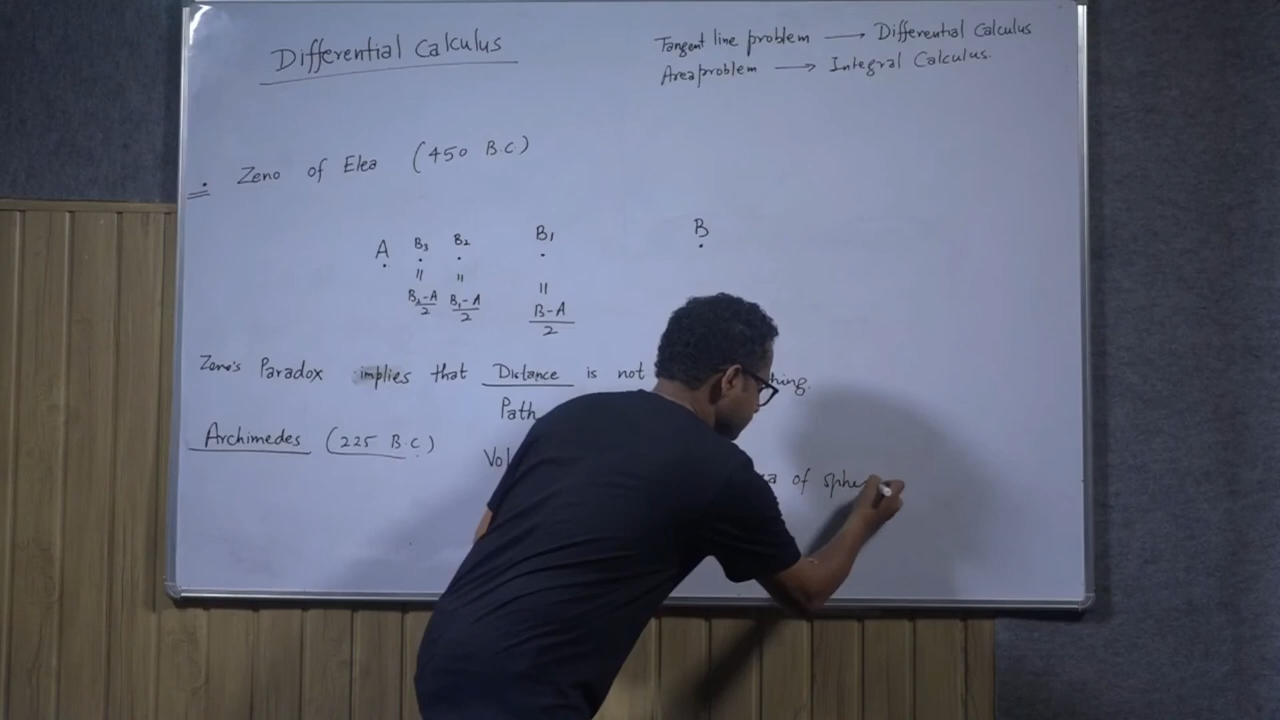 Differential Calculus
Tangent line problem → Differential Calculus
Area problem → Integral Calculus.
Zeno of Elea (450 B.C)
A B₃ B₂ B₁ B
= = =
B₂-A/2 B₁-A/2 B-A/2
Zeno's Paradox implies that Distance is not
Path
Archimedes (225 B.C)
of